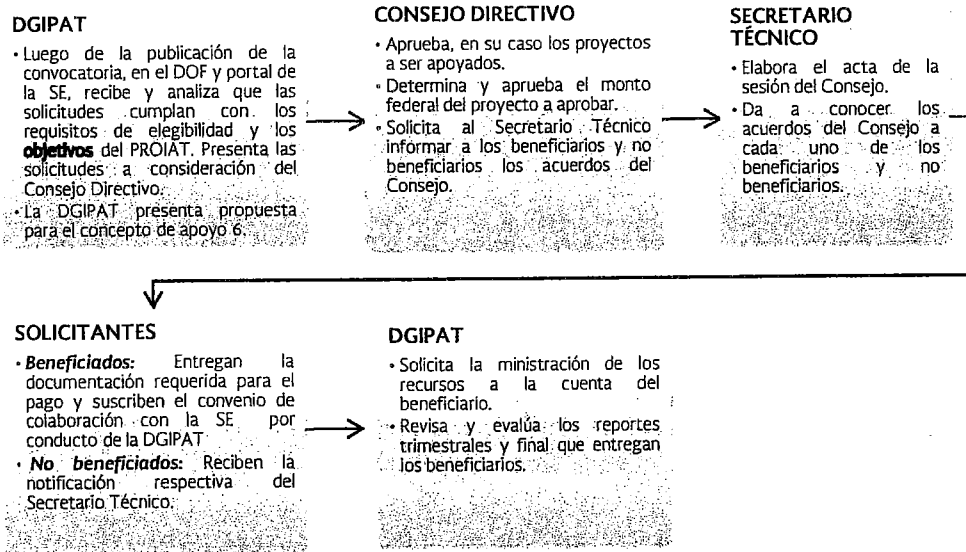 DGIPAT
• Luego de la publicación de la
convocatoria, en el DOF y portal de
la SE, recibe y analiza que las
solicitudes cumplan con los
requisitos de elegibilidad y los
objetivos del PROIAT. Presenta las
solicitudes a consideración del
Consejo Directivo.
• La DGIPAT presenta propuesta
para el concepto de apoyo 6.
CONSEJO DIRECTIVO
• Aprueba, en su caso los proyectos
a ser apoyados.
• Determina y aprueba el monto
federal del proyecto a aprobar.
• Solicita al Secretario Técnico
informar a los beneficiarios y no
beneficiarios los acuerdos del
Consejo.
SECRETARIO
TÉCNICO
• Elabora el acta de la
sesión del Consejo.
• Da a conocer los
acuerdos del Consejo a
cada uno de los
beneficiarios y no
beneficiarios.
SOLICITANTES
• Beneficiados: Entregan la
documentación requerida para el
pago y suscriben el convenio de
colaboración con la SE por
conducto de la DGIPAT
• No beneficiados: Reciben la
notificación respectiva del
Secretario Técnico.
DGIPAT
• Solicita la ministración de los
recursos a la cuenta del
beneficiario.
• Revisa y evalúa los reportes
trimestrales y final que entregan
los beneficiarios.